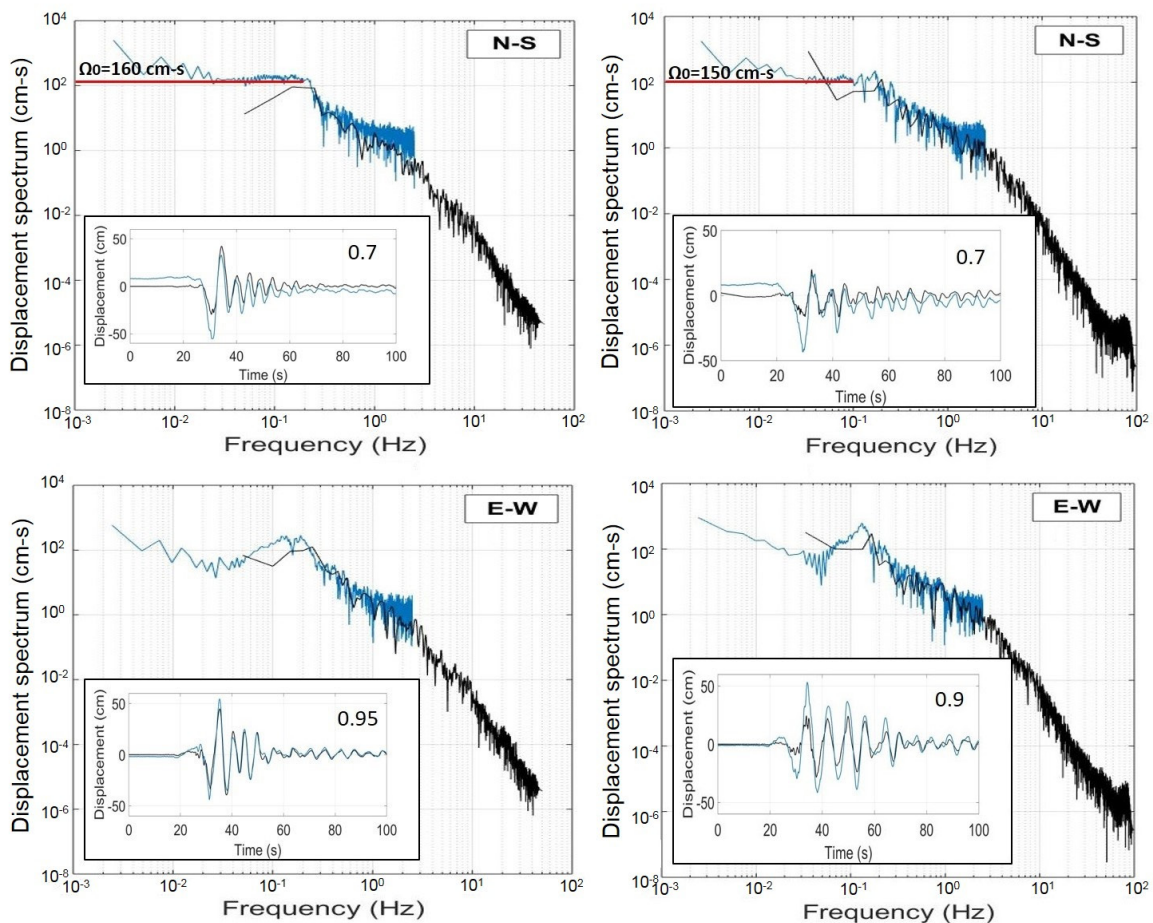 N-S
Ω0=160 cm-s
Displacement spectrum (cm-s)
10^4
10^2
10^0
10^-2
10^-4
10^-6
10^-8
0.7
Displacement (cm)
50
0
-50
0 20 40 60 80 100
Time (s)
10^-3 10^-2 10^-1 10^0 10^1 10^2
Frequency (Hz)
N-S
Ω0=150 cm-s
Displacement spectrum (cm-s)
10^4
10^2
10^0
10^-2
10^-4
10^-6
10^-8
0.7
Displacement (cm)
50
0
-50
0 20 40 60 80 100
Time (s)
10^-3 10^-2 10^-1 10^0 10^1 10^2
Frequency (Hz)
E-W
Displacement spectrum (cm-s)
10^4
10^2
10^0
10^-2
10^-4
10^-6
10^-8
0.95
Displacement (cm)
50
0
-50
0 20 40 60 80 100
Time (s)
10^-3 10^-2 10^-1 10^0 10^1 10^2
Frequency (Hz)
E-W
Displacement spectrum (cm-s)
10^4
10^2
10^0
10^-2
10^-4
10^-6
10^-8
0.9
Displacement (cm)
50
0
-50
0 20 40 60 80 100
Time (s)
10^-3 10^-2 10^-1 10^0 10^1 10^2
Frequency (Hz)